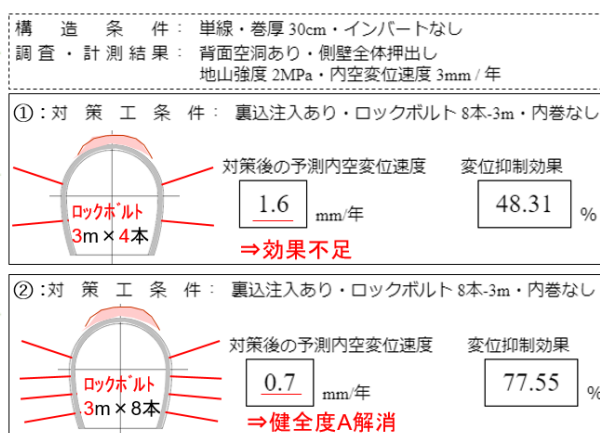 構造条件：単線・巻厚30cm・インバートなし
調査・計測結果：背面空洞あり・側壁全体押出し
地山強度2MPa・内空変位速度3mm / 年
①：対策工条件：裏込注入あり・ロックボルト8本-3m・内巻なし
対策後の予測内空変位速度 変位抑制効果
ロックボルト
3m×4本
1.6 mm/年 48.31 %
⇒効果不足
②：対策工条件：裏込注入あり・ロックボルト8本-3m・内巻なし
対策後の予測内空変位速度 変位抑制効果
ロックボルト
3m×8本
0.7 mm/年 77.55 %
⇒健全度A解消